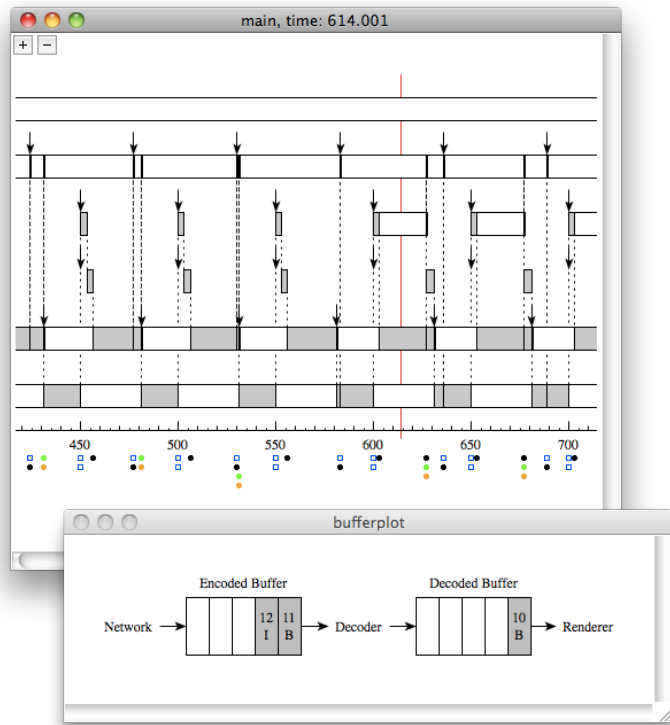 main, time: 614.001
+ −
450 500 550 600 650 700
bufferplot
Encoded Buffer Decoded Buffer
Network 12 I 11 B Decoder 10 B Renderer